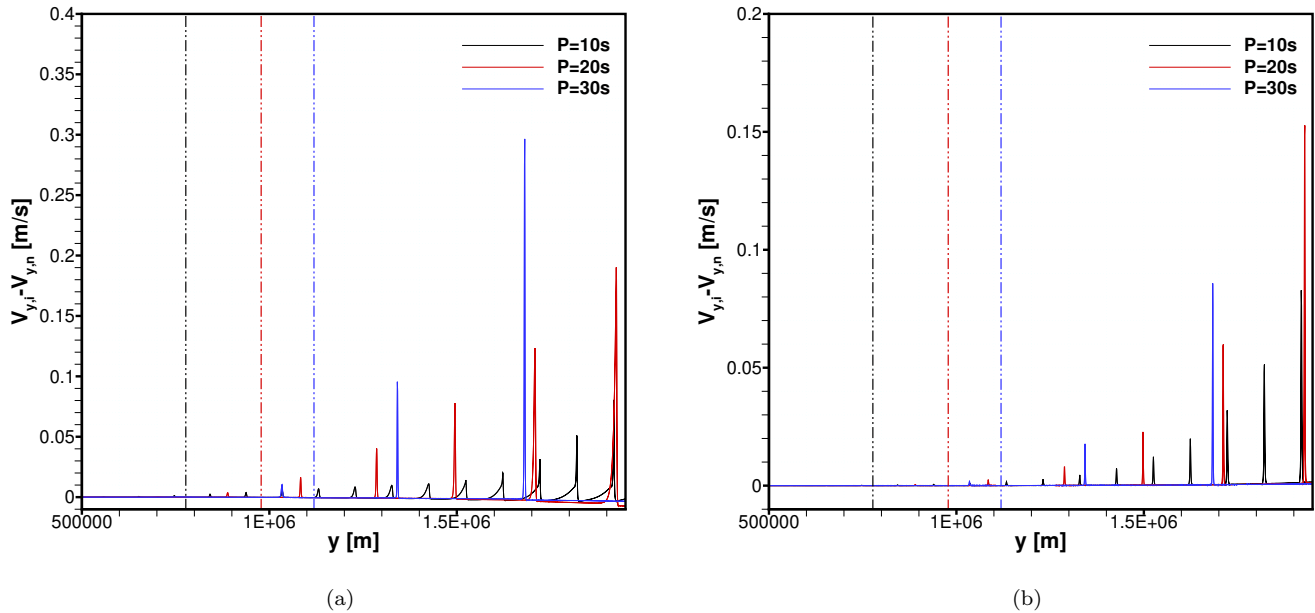 0.4
0.35
0.3
0.25
0.2
0.15
0.1
0.05
0
V_{y,i}-V_{y,n} [m/s]
P=10s
P=20s
P=30s
500000 1E+06 1.5E+06
y [m]
(a)
0.2
0.15
0.1
0.05
0
V_{y,i}-V_{y,n} [m/s]
P=10s
P=20s
P=30s
500000 1E+06 1.5E+06
y [m]
(b)